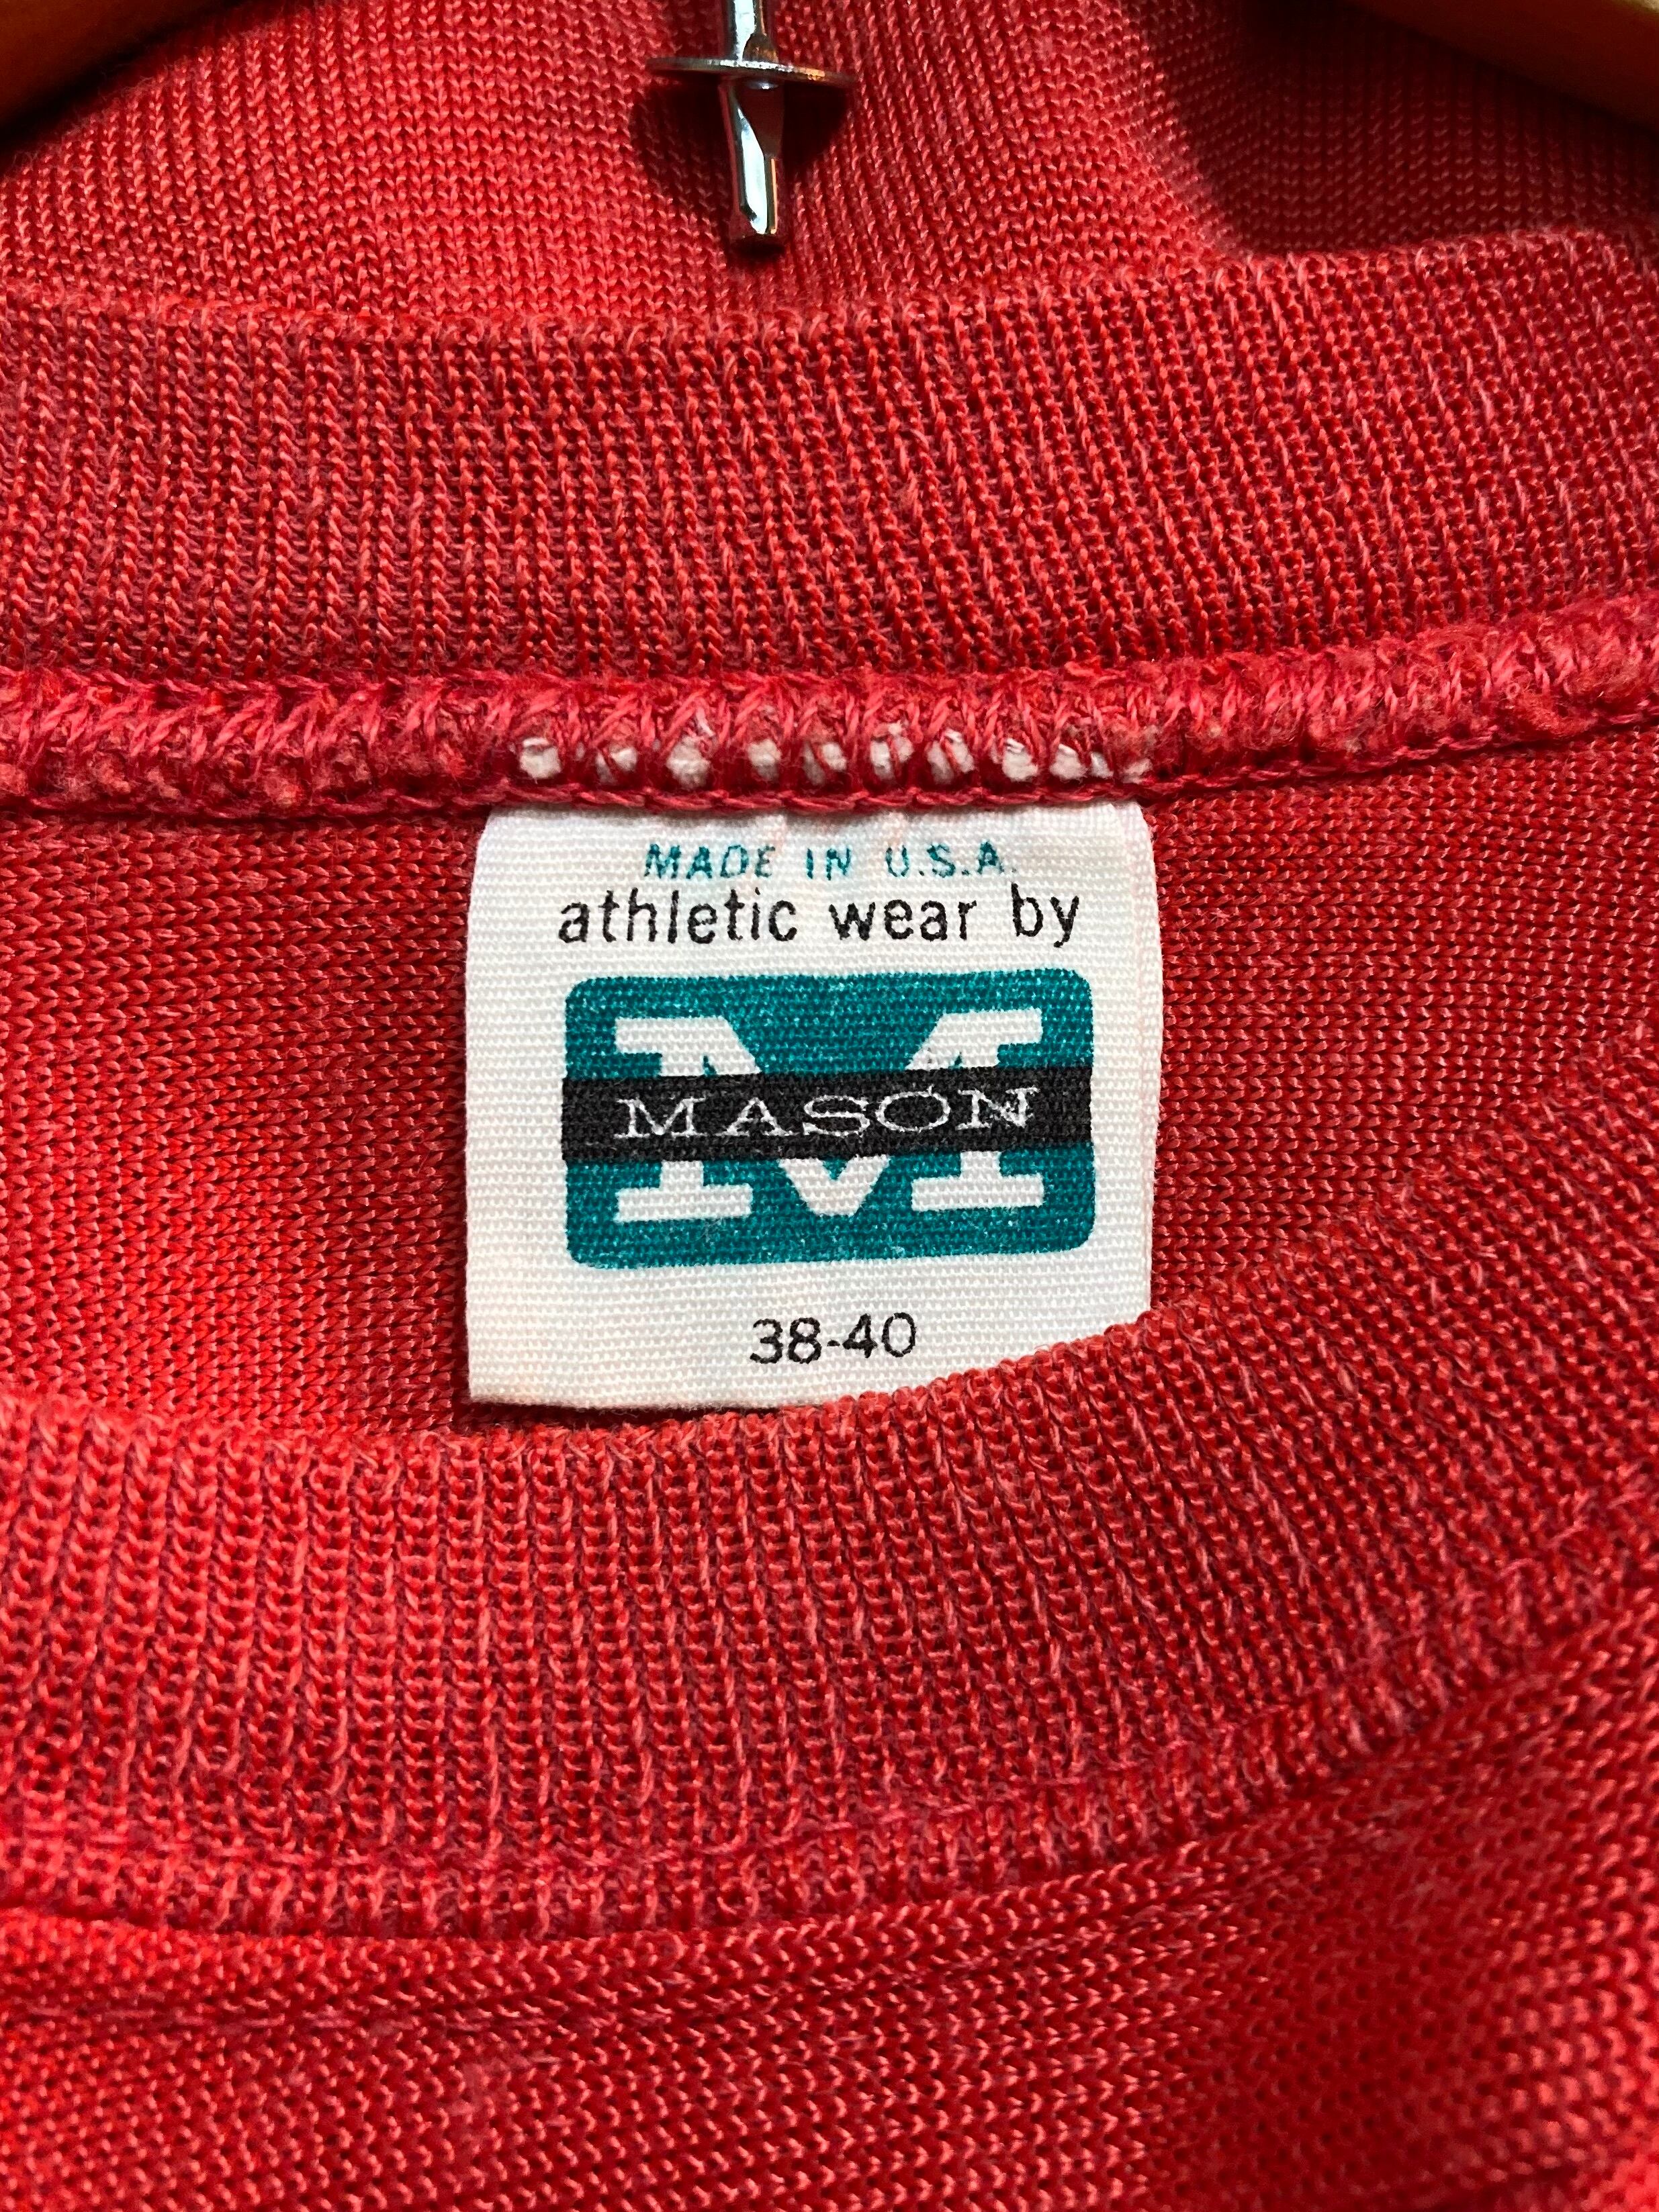 MADE IN U.S.A.
athletic wear by
M
MASON
38-40